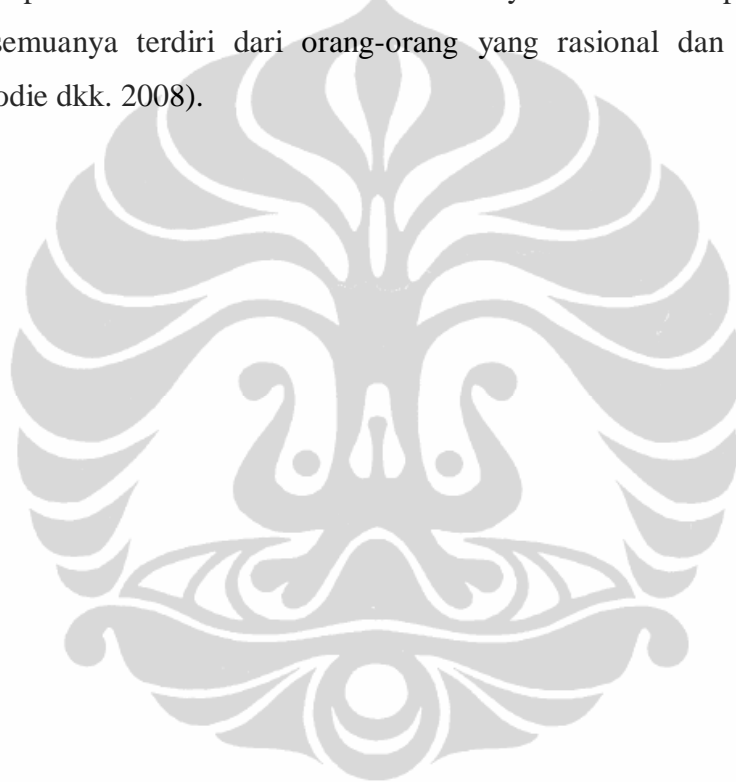 semuanya terdiri dari orang-orang yang rasional dan
odie dkk. 2008).